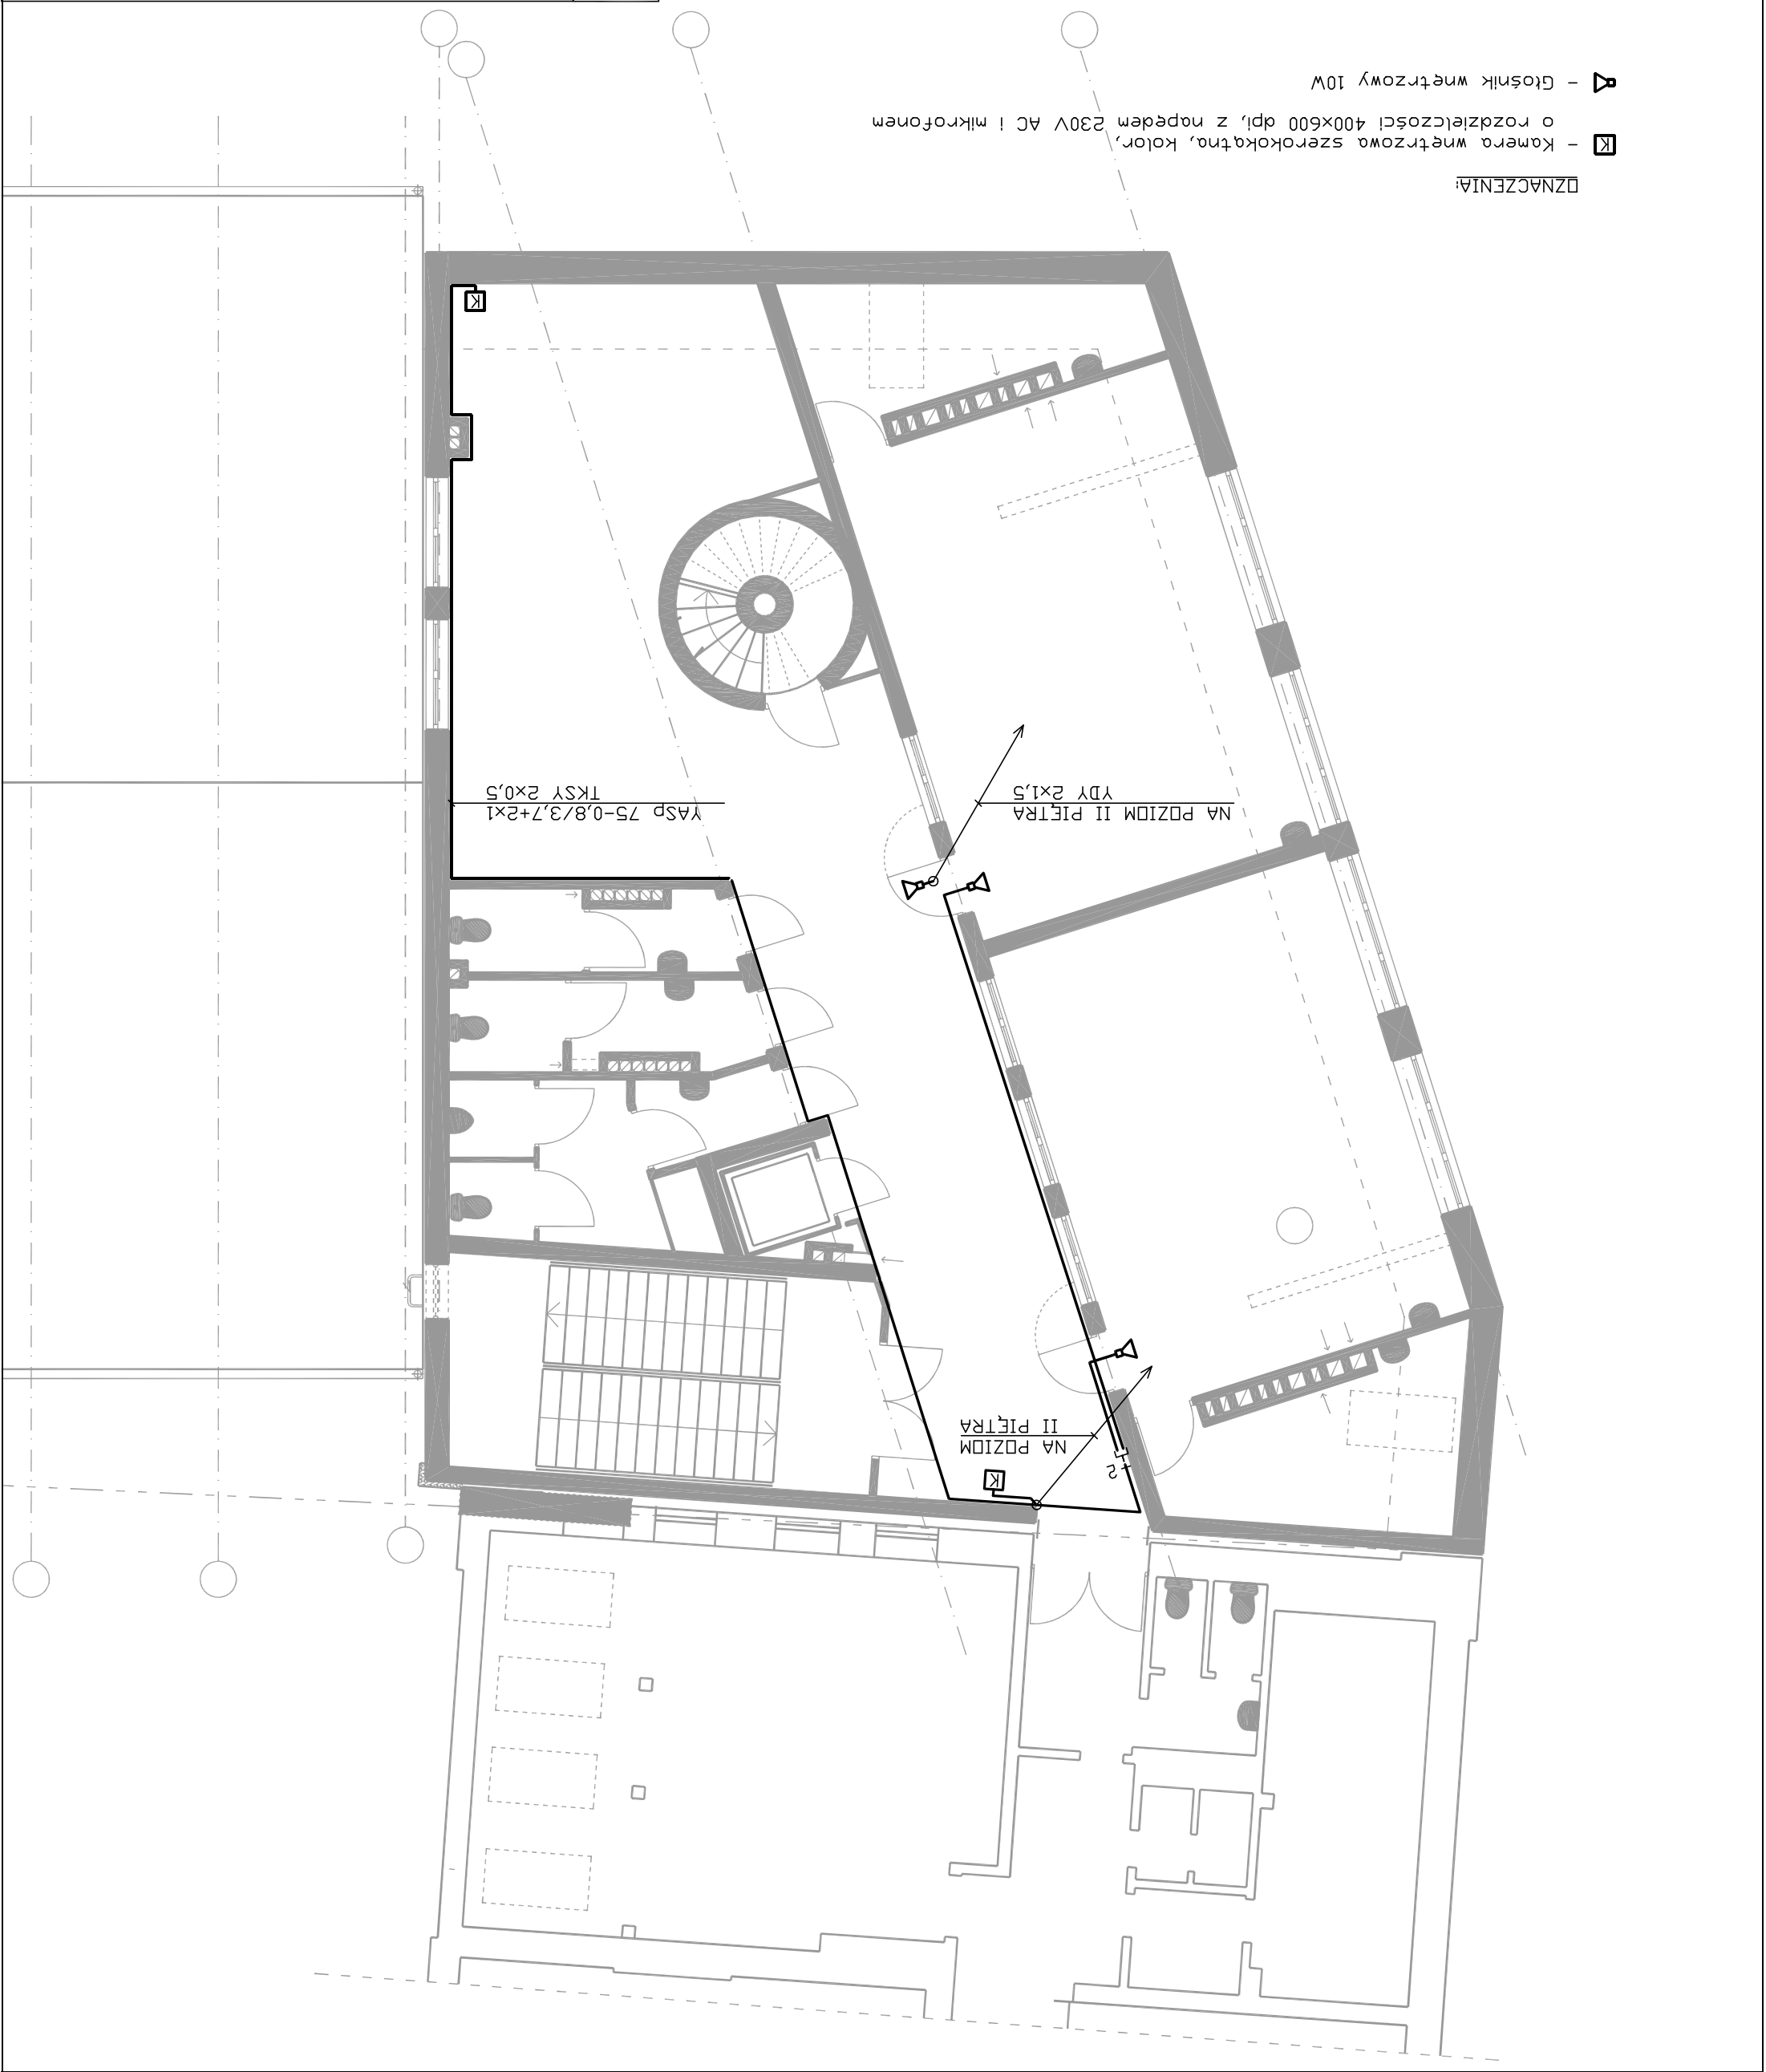 OZNACZENIA:
K - Kamera wnętrzowa szerokokątna, kolor,
o rozdzielczości 400x600 dpi, z napędem 230V AC i mikrofonem
- Głośnik wnętrzowy 10W
+2
K
NA POZIOM
II PIĘTRA
NA POZIOM II PIĘTRA
YDY 2x1,5
YASp 75-0,8/3,7+2x1
TKSY 2x0,5
K